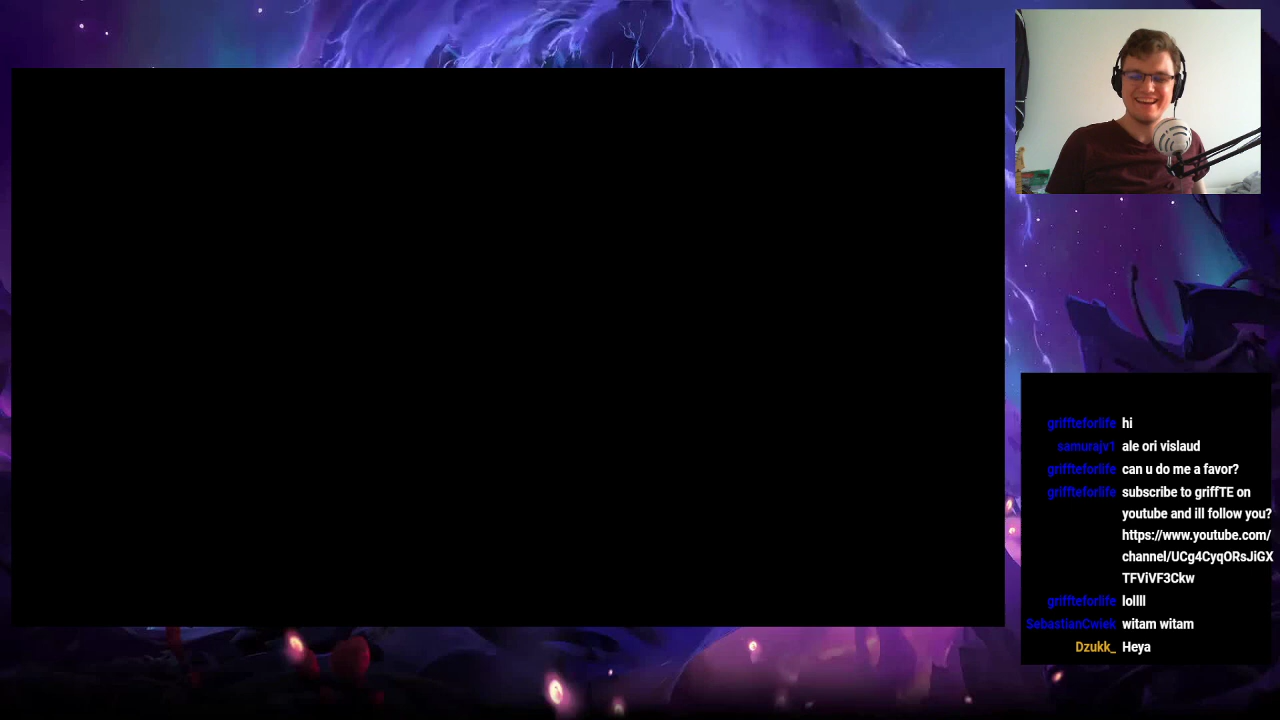 griffteforlife hi
samurajv1 ale ori vislaud
griffteforlife can u do me a favor?
griffteforlife subscribe to griffTE on
youtube and ill follow you?
https://www.youtube.com/
channel/UCg4CyqORsJiGX
TFViVF3Ckw
griffteforlife lollll
SebastianCwiek witam witam
Dzukk_ Heya